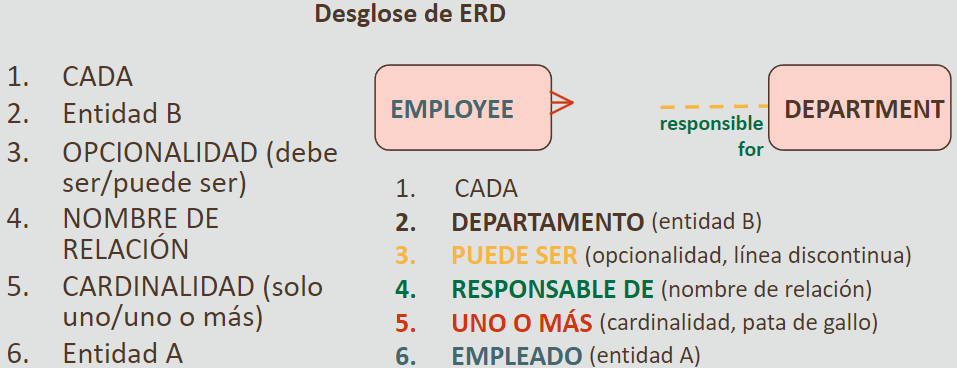 Desglose de ERD
1. CADA
2. Entidad B
3. OPCIONALIDAD (debe
ser/puede ser)
4. NOMBRE DE
RELACIÓN
5. CARDINALIDAD (solo
uno/uno o más)
6. Entidad A
EMPLOYEE
responsible
for
DEPARTMENT
1. CADA
2. DEPARTAMENTO (entidad B)
3. PUEDE SER (opcionalidad, línea discontinua)
4. RESPONSABLE DE (nombre de relación)
5. UNO O MÁS (cardinalidad, pata de gallo)
6. EMPLEADO (entidad A)